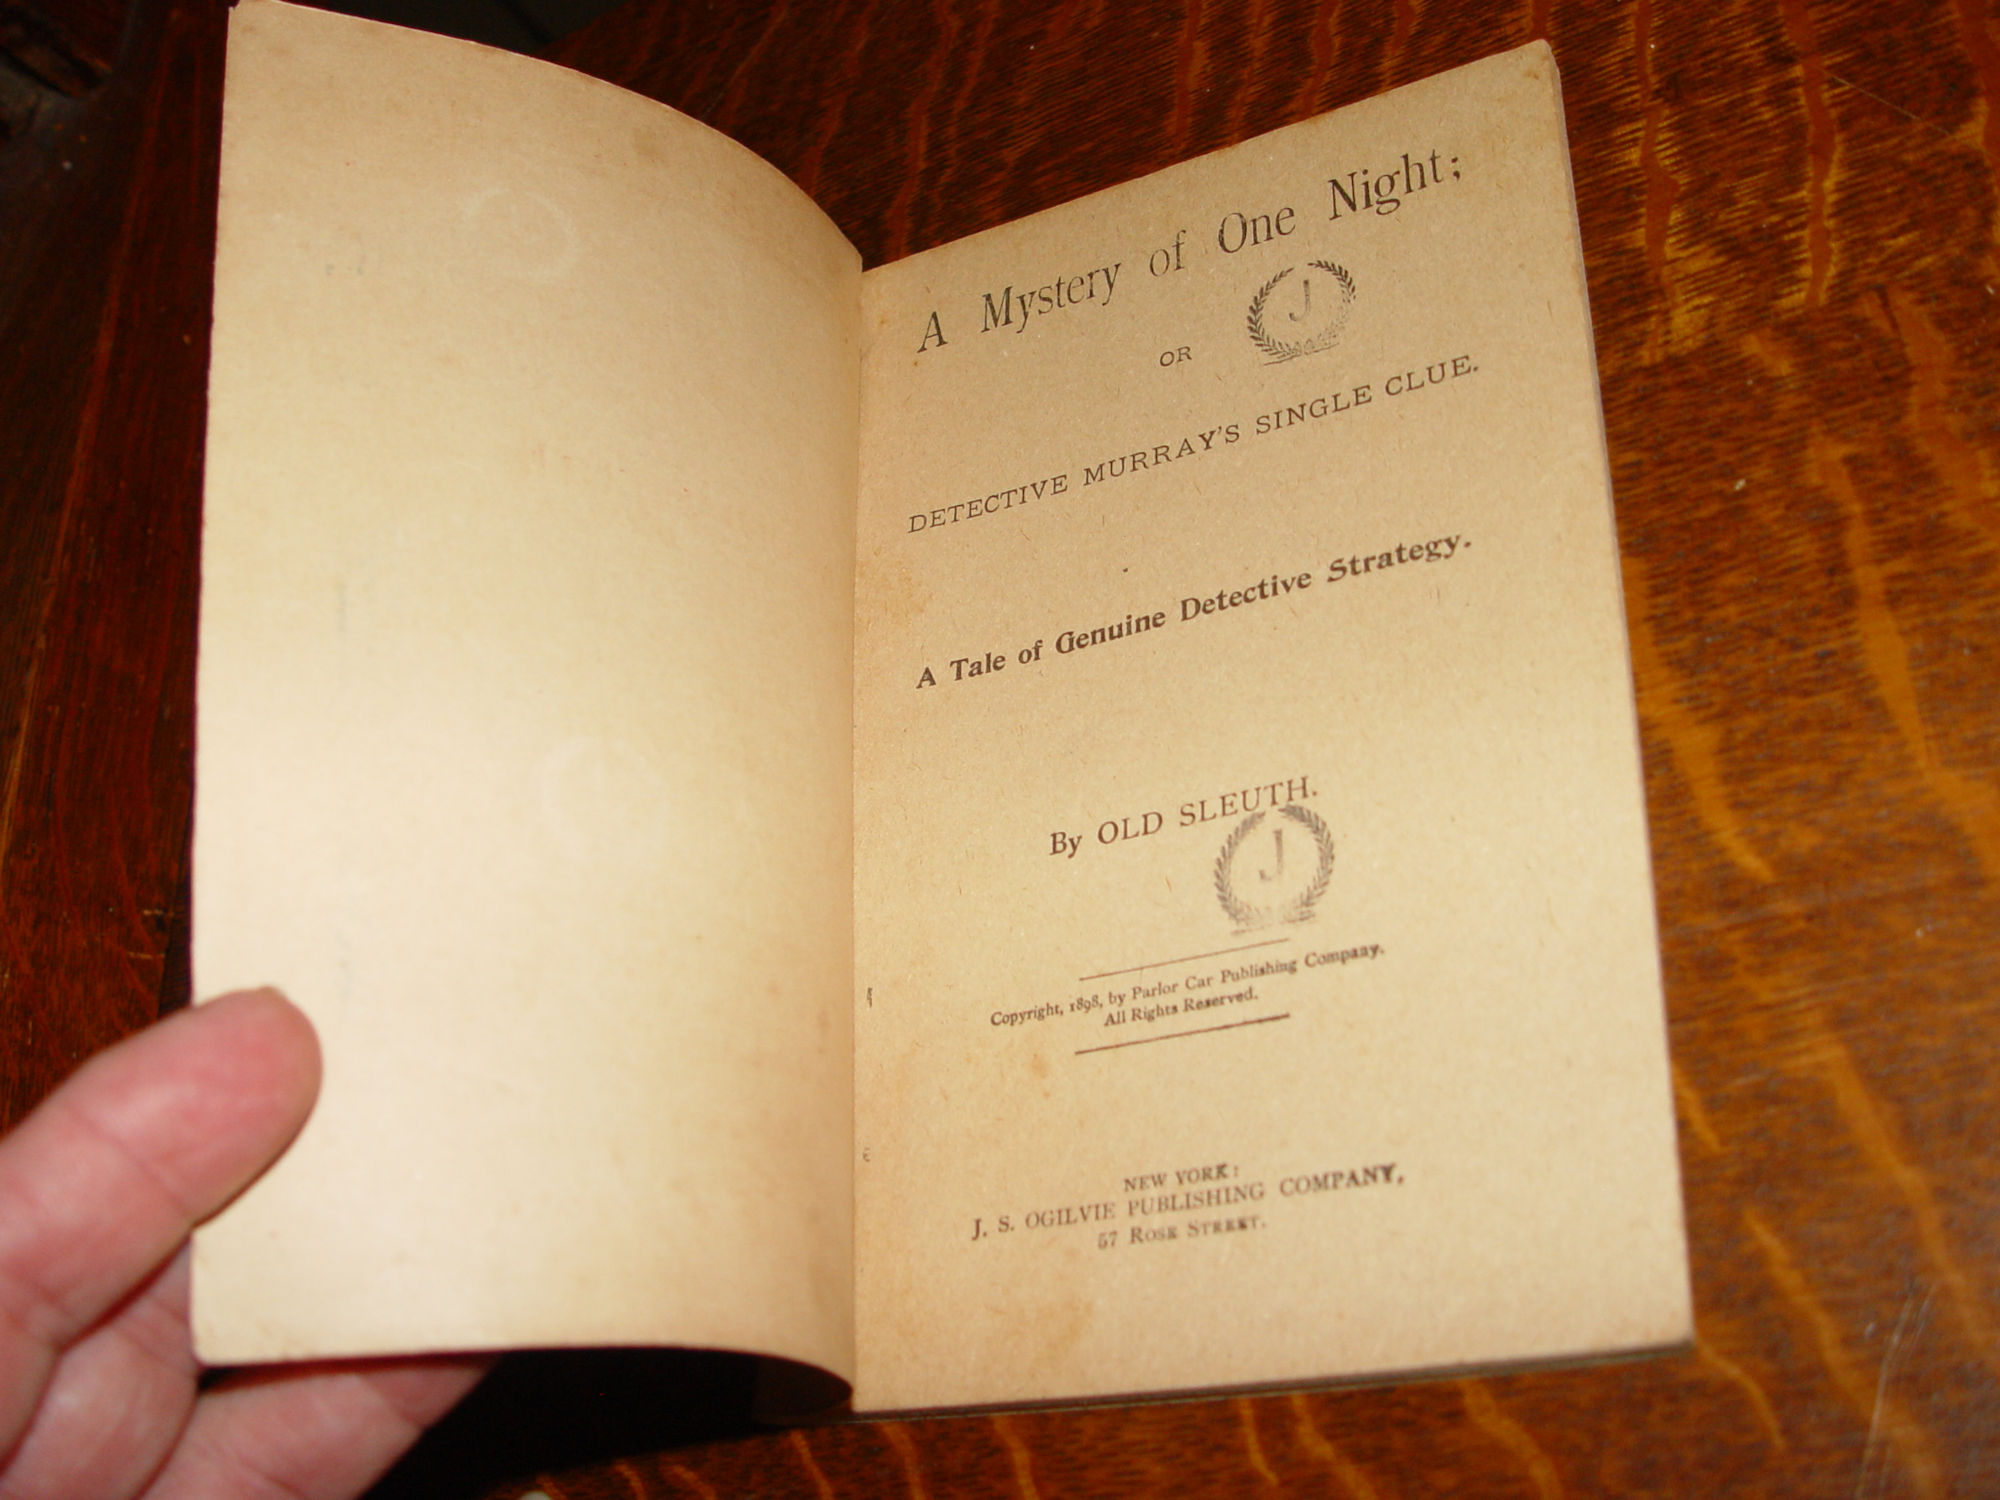 A Mystery of One Night;
OR
J
DETECTIVE MURRAY'S SINGLE CLUE.
A Tale of Genuine Detective Strategy.
By OLD SLEUTH.
J
Copyright, 1898, by Parlor Car Publishing Company.
All Rights Reserved.
NEW YORK:
J. S. OGILVIE PUBLISHING COMPANY,
57 ROSE STREET.